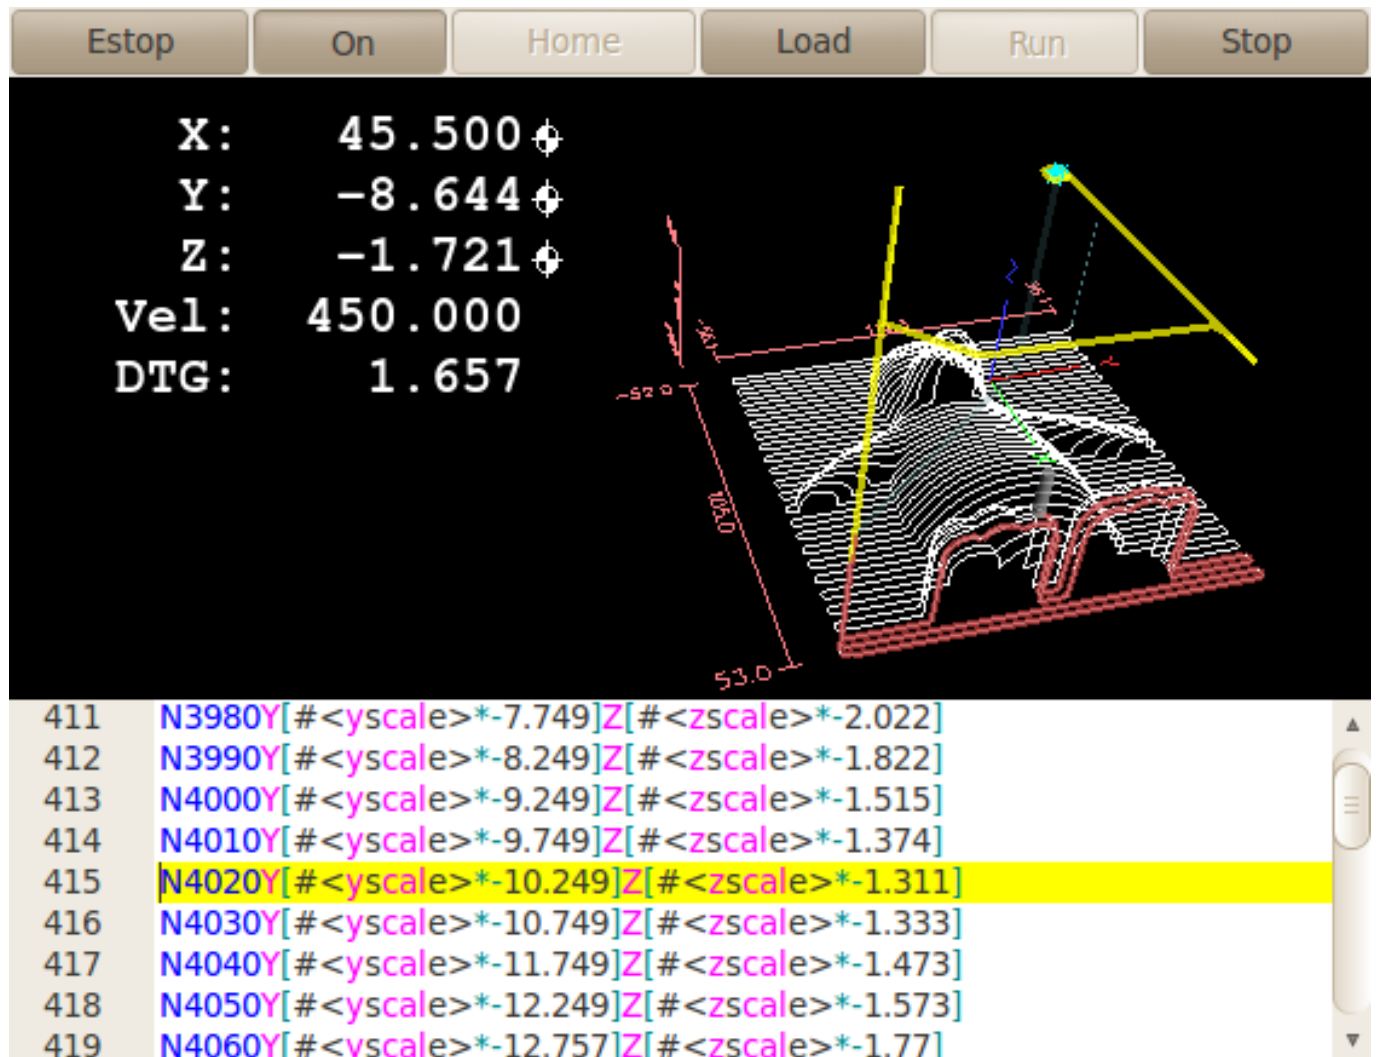 Estop On Home Load Run Stop
X: 45.500
Y: -8.644
Z: -1.721
Vel: 450.000
DTG: 1.657
105.0
53.0
411 N3980Y[#<yscale>*-7.749]Z[#<zscale>*-2.022]
412 N3990Y[#<yscale>*-8.249]Z[#<zscale>*-1.822]
413 N4000Y[#<yscale>*-9.249]Z[#<zscale>*-1.515]
414 N4010Y[#<yscale>*-9.749]Z[#<zscale>*-1.374]
415 N4020Y[#<yscale>*-10.249]Z[#<zscale>*-1.311]
416 N4030Y[#<yscale>*-10.749]Z[#<zscale>*-1.333]
417 N4040Y[#<yscale>*-11.749]Z[#<zscale>*-1.473]
418 N4050Y[#<yscale>*-12.249]Z[#<zscale>*-1.573]
419 N4060Y[#<yscale>*-12.757]Z[#<zscale>*-1.77]